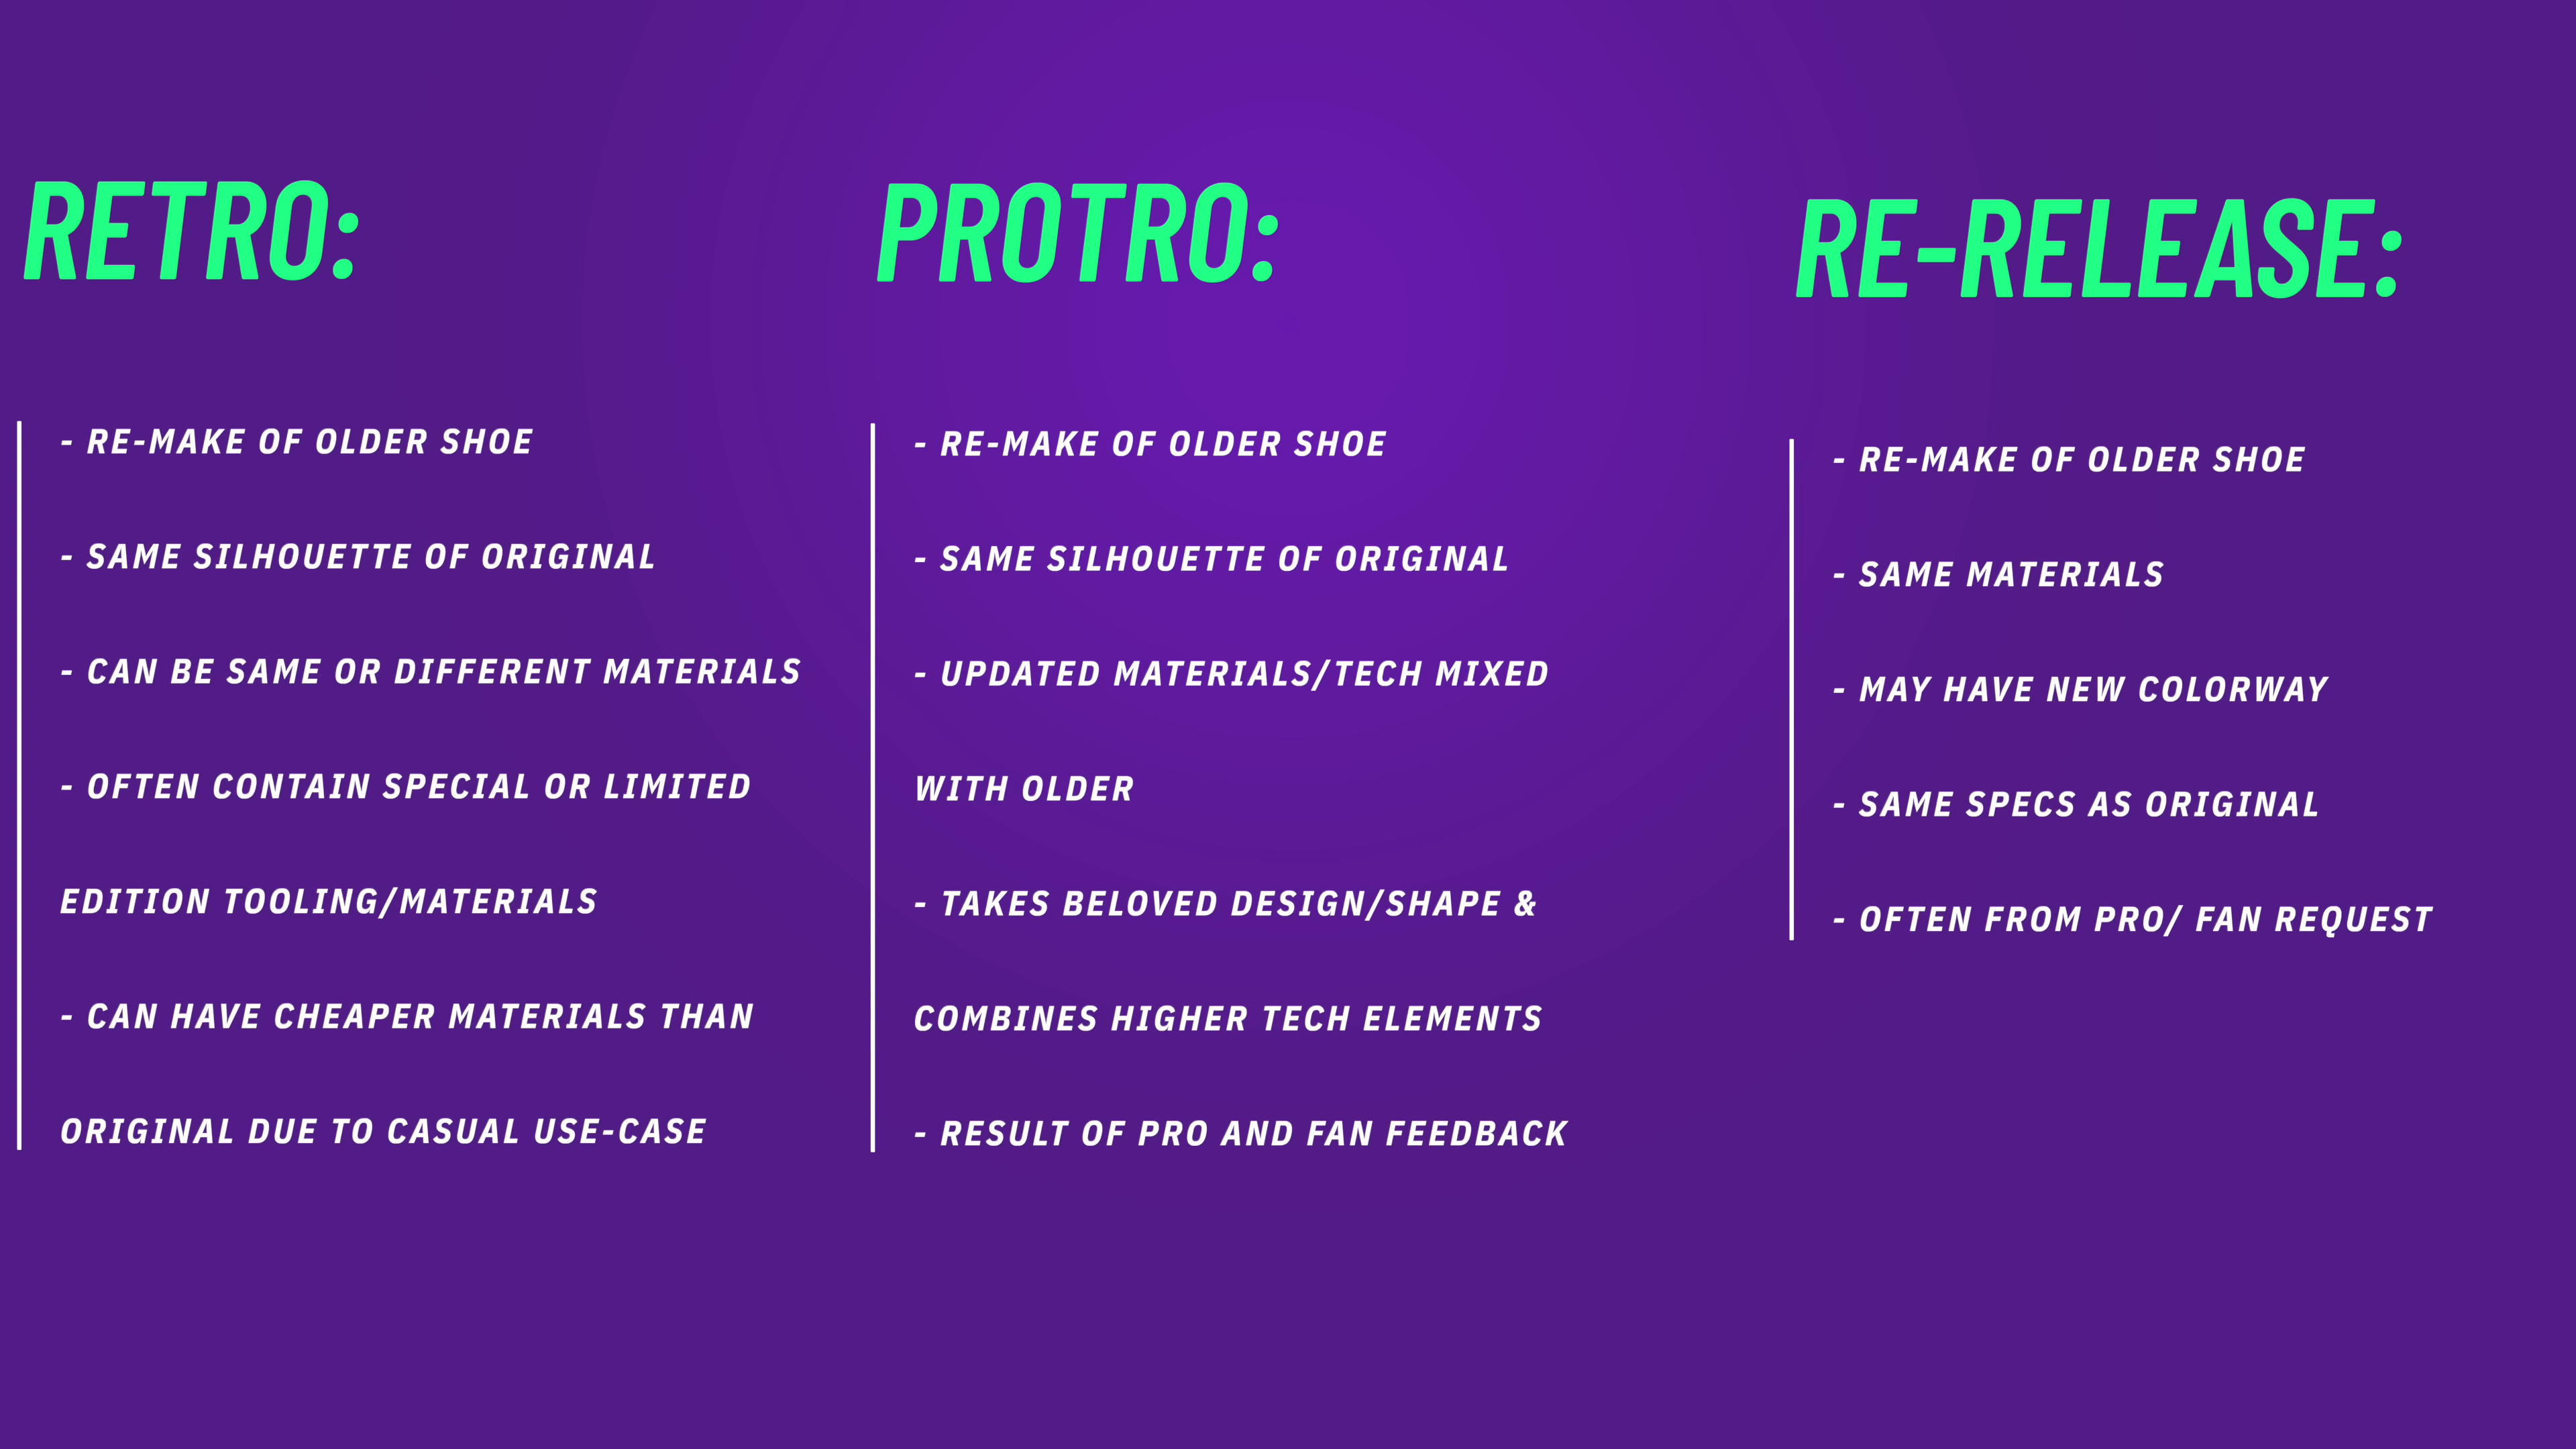 RETRO:
- RE-MAKE OF OLDER SHOE
- SAME SILHOUETTE OF ORIGINAL
- CAN BE SAME OR DIFFERENT MATERIALS
- OFTEN CONTAIN SPECIAL OR LIMITED
EDITION TOOLING/MATERIALS
- CAN HAVE CHEAPER MATERIALS THAN
ORIGINAL DUE TO CASUAL USE-CASE
PROTRO:
- RE-MAKE OF OLDER SHOE
- SAME SILHOUETTE OF ORIGINAL
- UPDATED MATERIALS/TECH MIXED
WITH OLDER
- TAKES BELOVED DESIGN/SHAPE &
COMBINES HIGHER TECH ELEMENTS
- RESULT OF PRO AND FAN FEEDBACK
RE-RELEASE:
- RE-MAKE OF OLDER SHOE
- SAME MATERIALS
- MAY HAVE NEW COLORWAY
- SAME SPECS AS ORIGINAL
- OFTEN FROM PRO/ FAN REQUEST